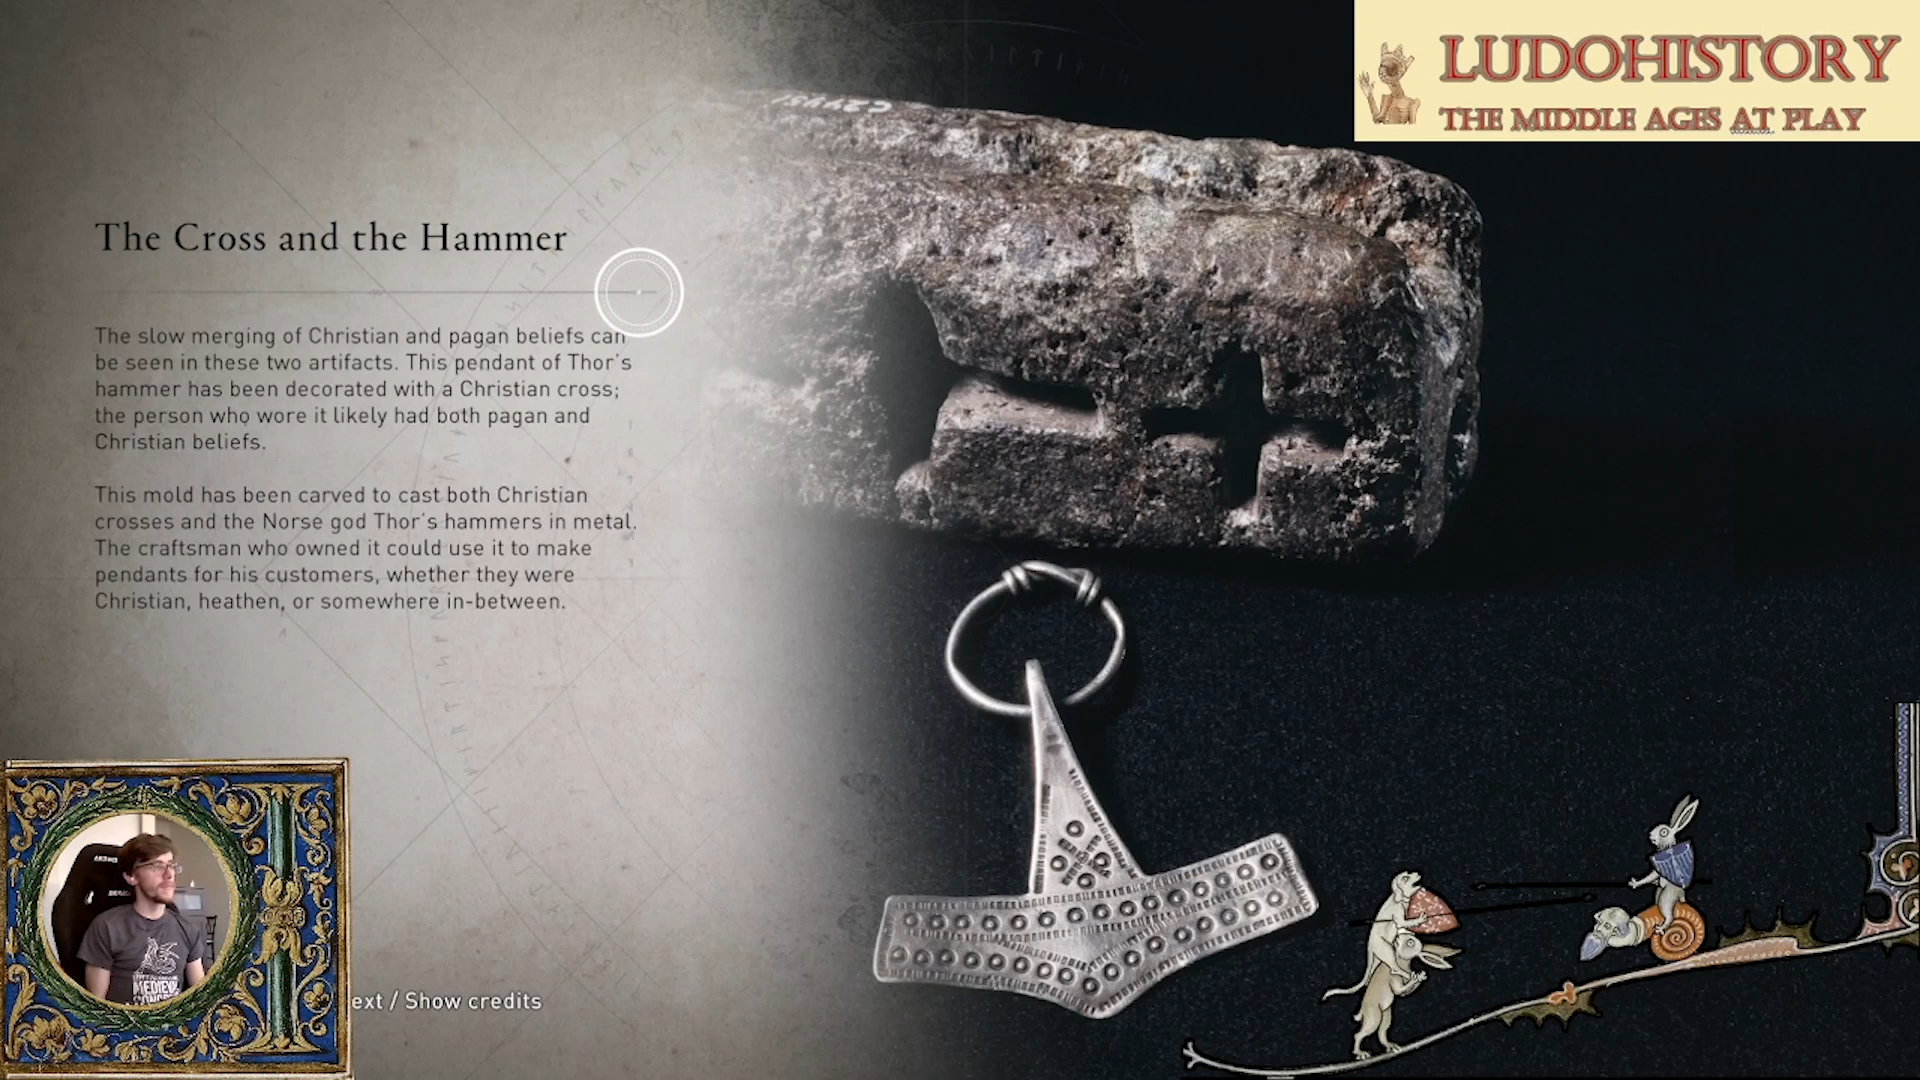 LUDOHISTORY
THE MIDDLE AGES AT PLAY
The Cross and the Hammer
The slow merging of Christian and pagan beliefs can
be seen in these two artifacts. This pendant of Thor's
hammer has been decorated with a Christian cross;
the person who wore it likely had both pagan and
Christian beliefs.
This mold has been carved to cast both Christian
crosses and the Norse god Thor's hammers in metal.
The craftsman who owned it could use it to make
pendants for his customers, whether they were
Christian, heathen, or somewhere in-between.
MEDIEVAL
ext / Show credits